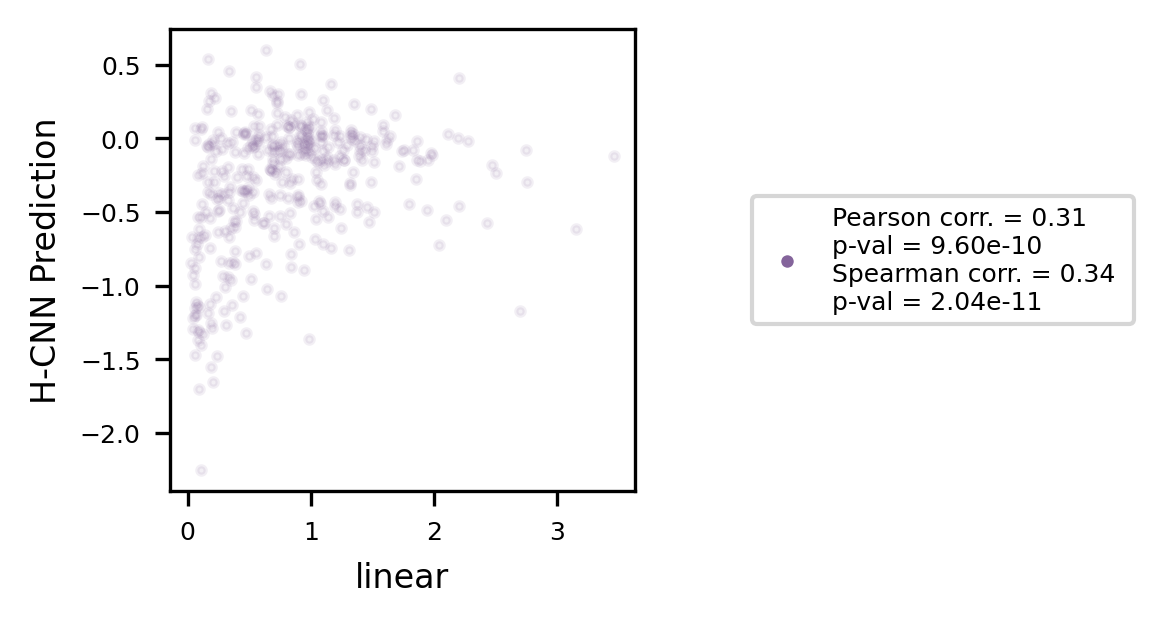 H-CNN Prediction
0.5
0.0
−0.5
−1.0
−1.5
−2.0
0 1 2 3
linear
Pearson corr. = 0.31
p-val = 9.60e-10
Spearman corr. = 0.34
p-val = 2.04e-11